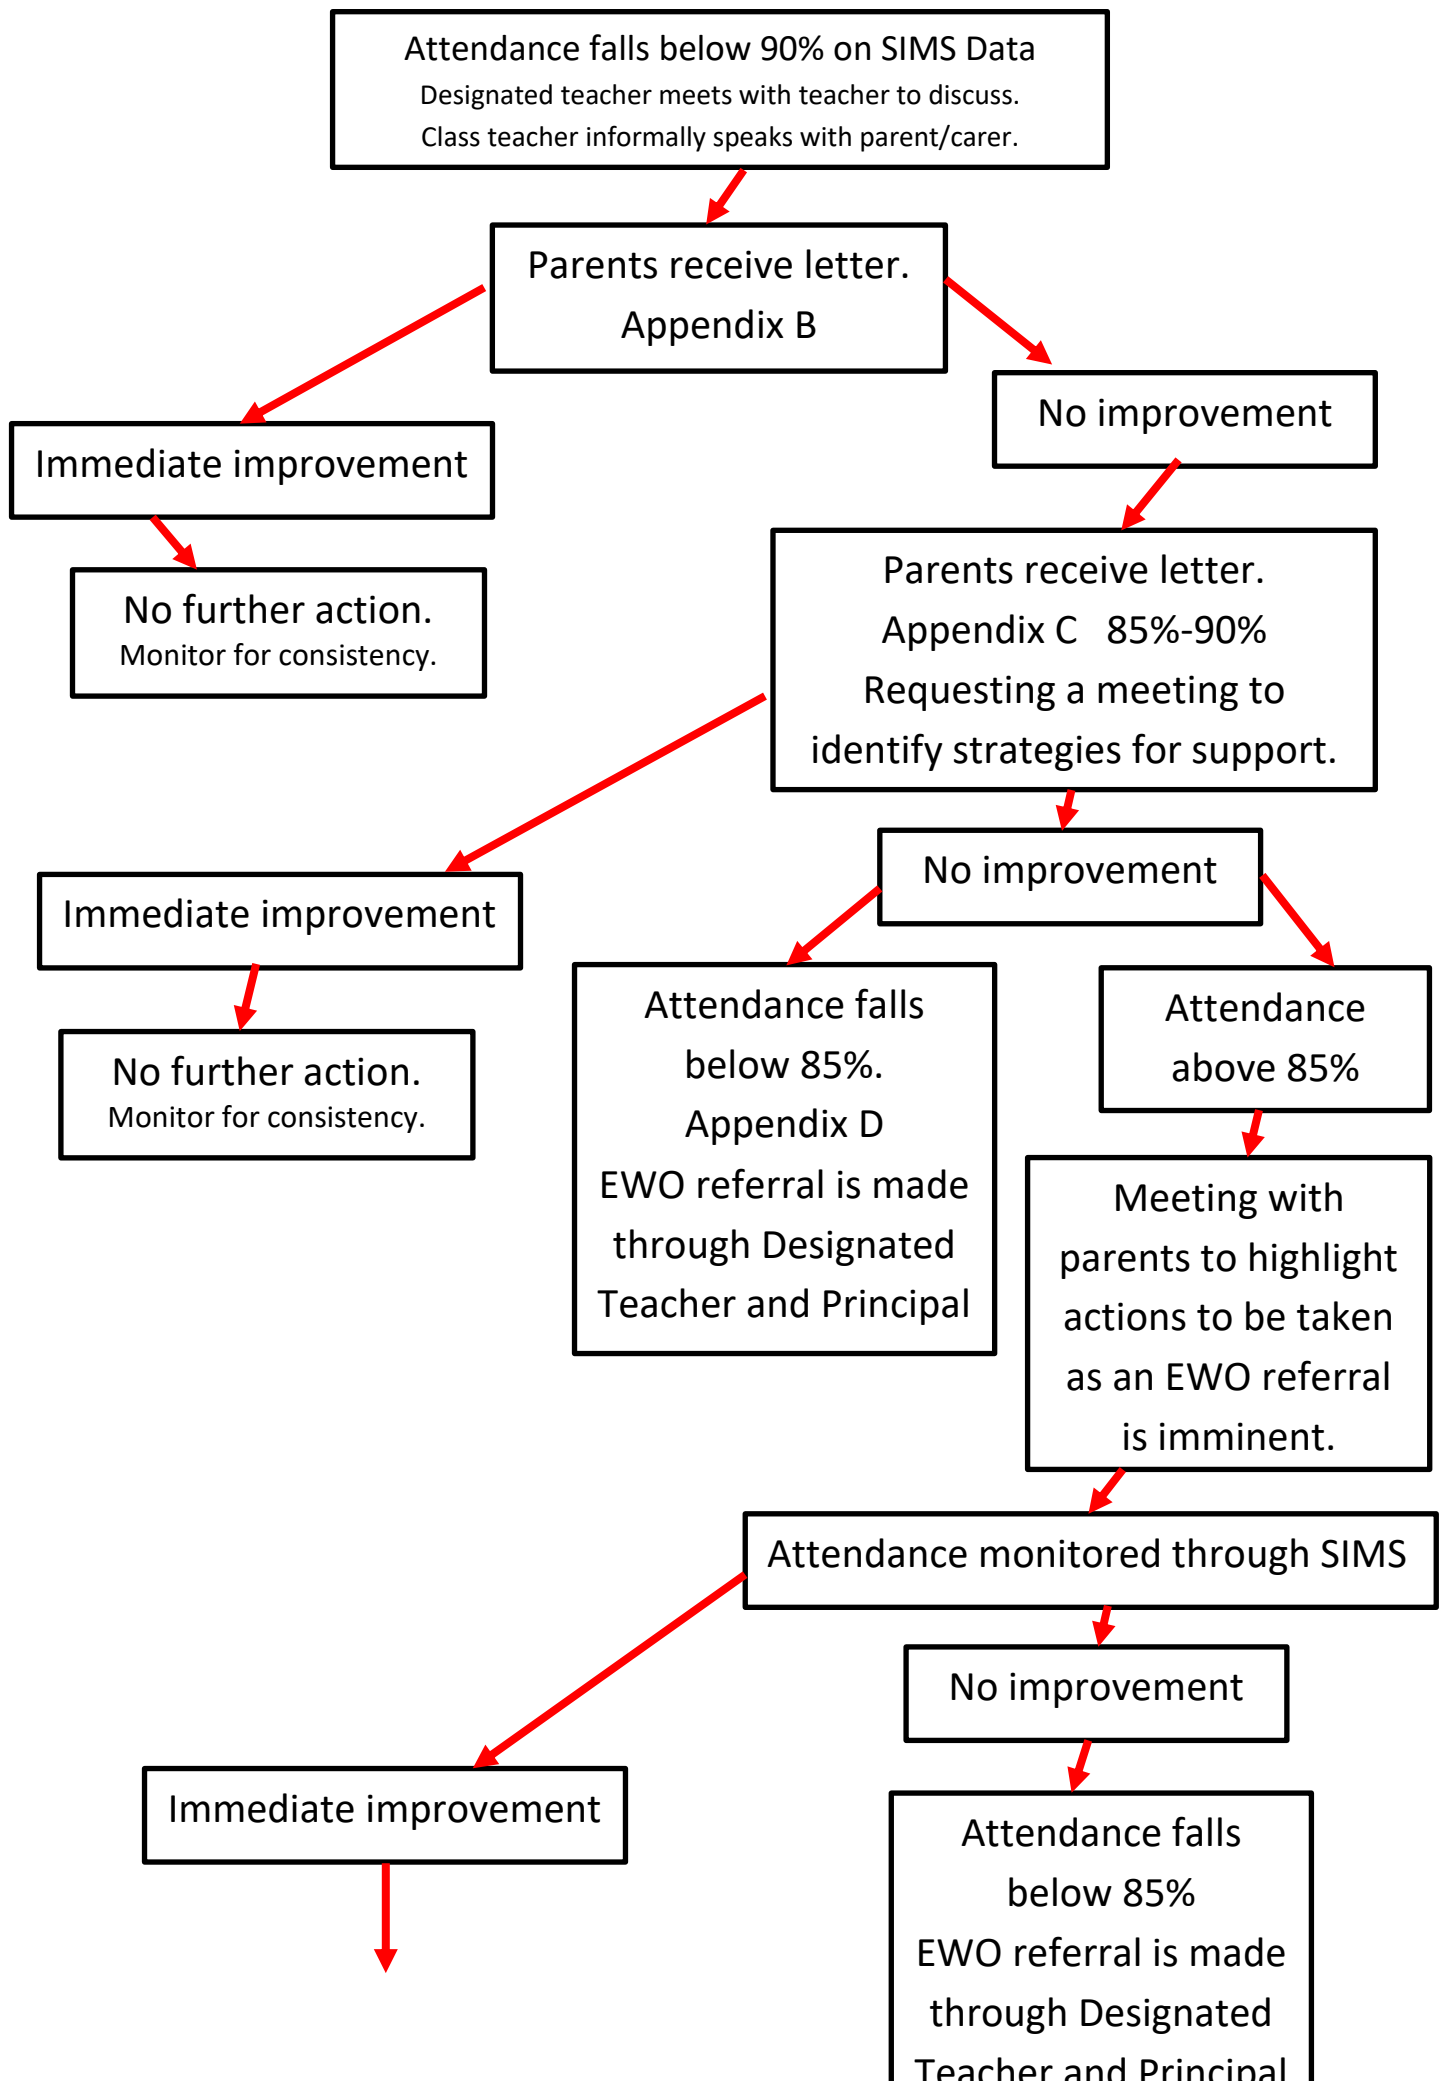 Attendance falls below 90% on SIMS Data
Designated teacher meets with teacher to discuss.
Class teacher informally speaks with parent/carer.
Parents receive letter.
Appendix B
No improvement
Immediate improvement
No further action.
Monitor for consistency.
Parents receive letter.
Appendix C 85%-90%
Requesting a meeting to
identify strategies for support.
No improvement
Immediate improvement
No further action.
Monitor for consistency.
Attendance falls
below 85%.
Appendix D
EWO referral is made
through Designated
Teacher and Principal
Attendance
above 85%
Meeting with
parents to highlight
actions to be taken
as an EWO referral
is imminent.
Attendance monitored through SIMS
No improvement
Immediate improvement
Attendance falls
below 85%
EWO referral is made
through Designated
Teacher and Principal